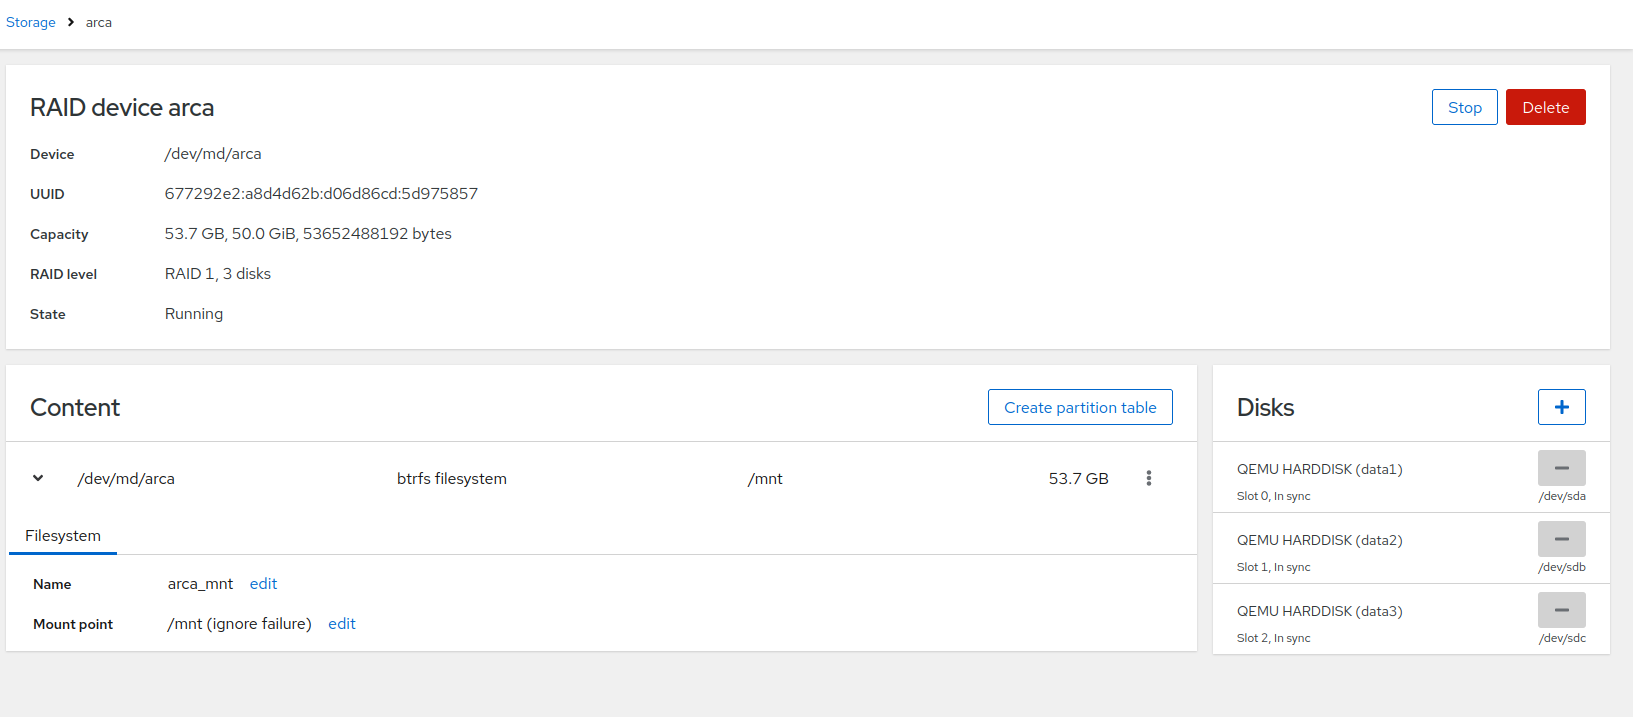 Storage > arca
RAID device arca
Stop
Delete
Device /dev/md/arca
UUID 677292e2:a8d4d62b:d06d86cd:5d975857
Capacity 53.7 GB, 50.0 GiB, 53652488192 bytes
RAID level RAID 1, 3 disks
State Running
Content
Create partition table
/dev/md/arca btrfs filesystem /mnt 53.7 GB
Filesystem
Name arca_mnt edit
Mount point /mnt (ignore failure) edit
Disks
QEMU HARDDISK (data1)
Slot 0, In sync /dev/sda
QEMU HARDDISK (data2)
Slot 1, In sync /dev/sdb
QEMU HARDDISK (data3)
Slot 2, In sync /dev/sdc